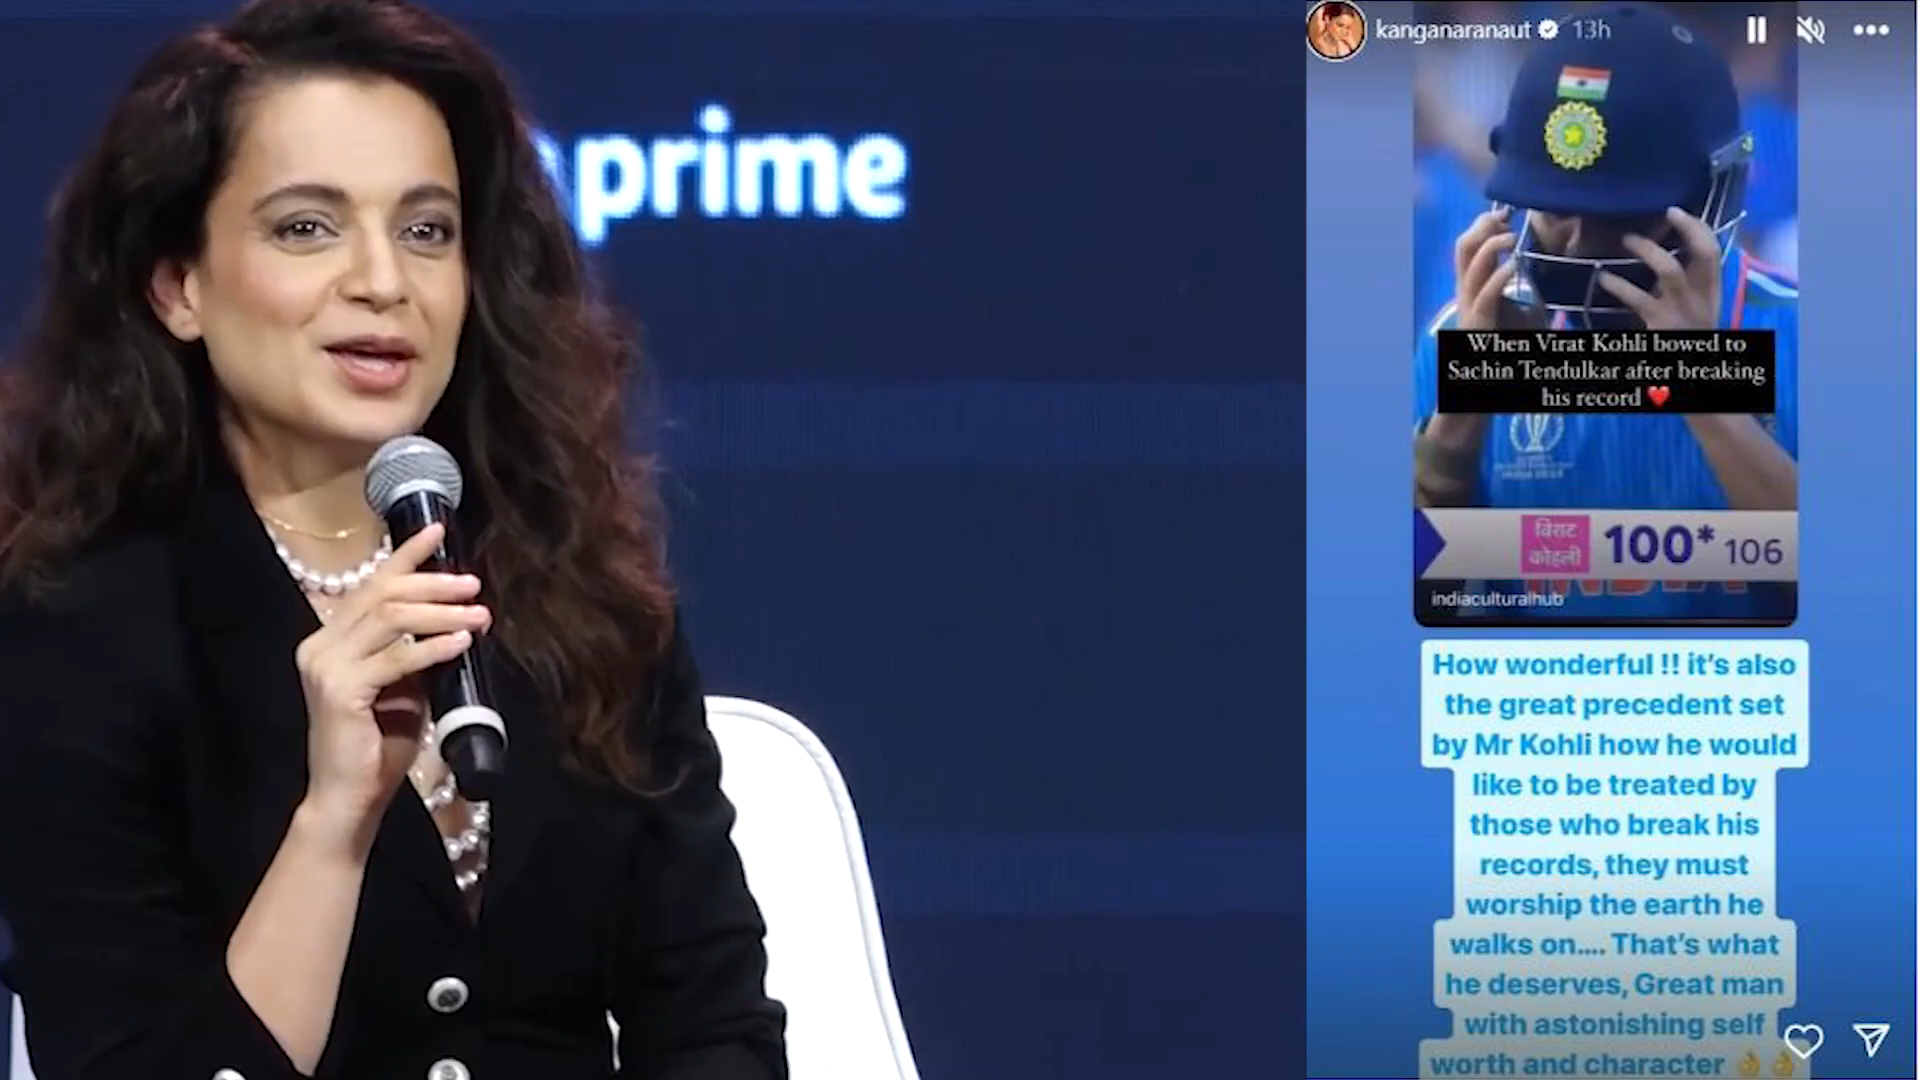 prime
kanganaranaut 13h
When Virat Kohli bowed to
Sachin Tendulkar after breaking
his record ❤️
विराट
कोहली
100* 106
indiaculturalhub
How wonderful !! it's also
the great precedent set
by Mr Kohli how he would
like to be treated by
those who break his
records, they must
worship the earth he
walks on.... That's what
he deserves, Great man
with astonishing self
worth and character 👌👌